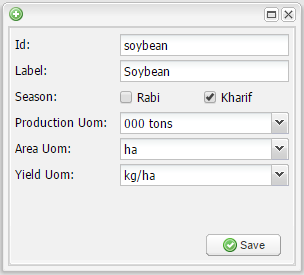 Id: soybean
Label: Soybean
Season: Rabi Kharif
Production Uom: 000 tons
Area Uom: ha
Yield Uom: kg/ha
Save